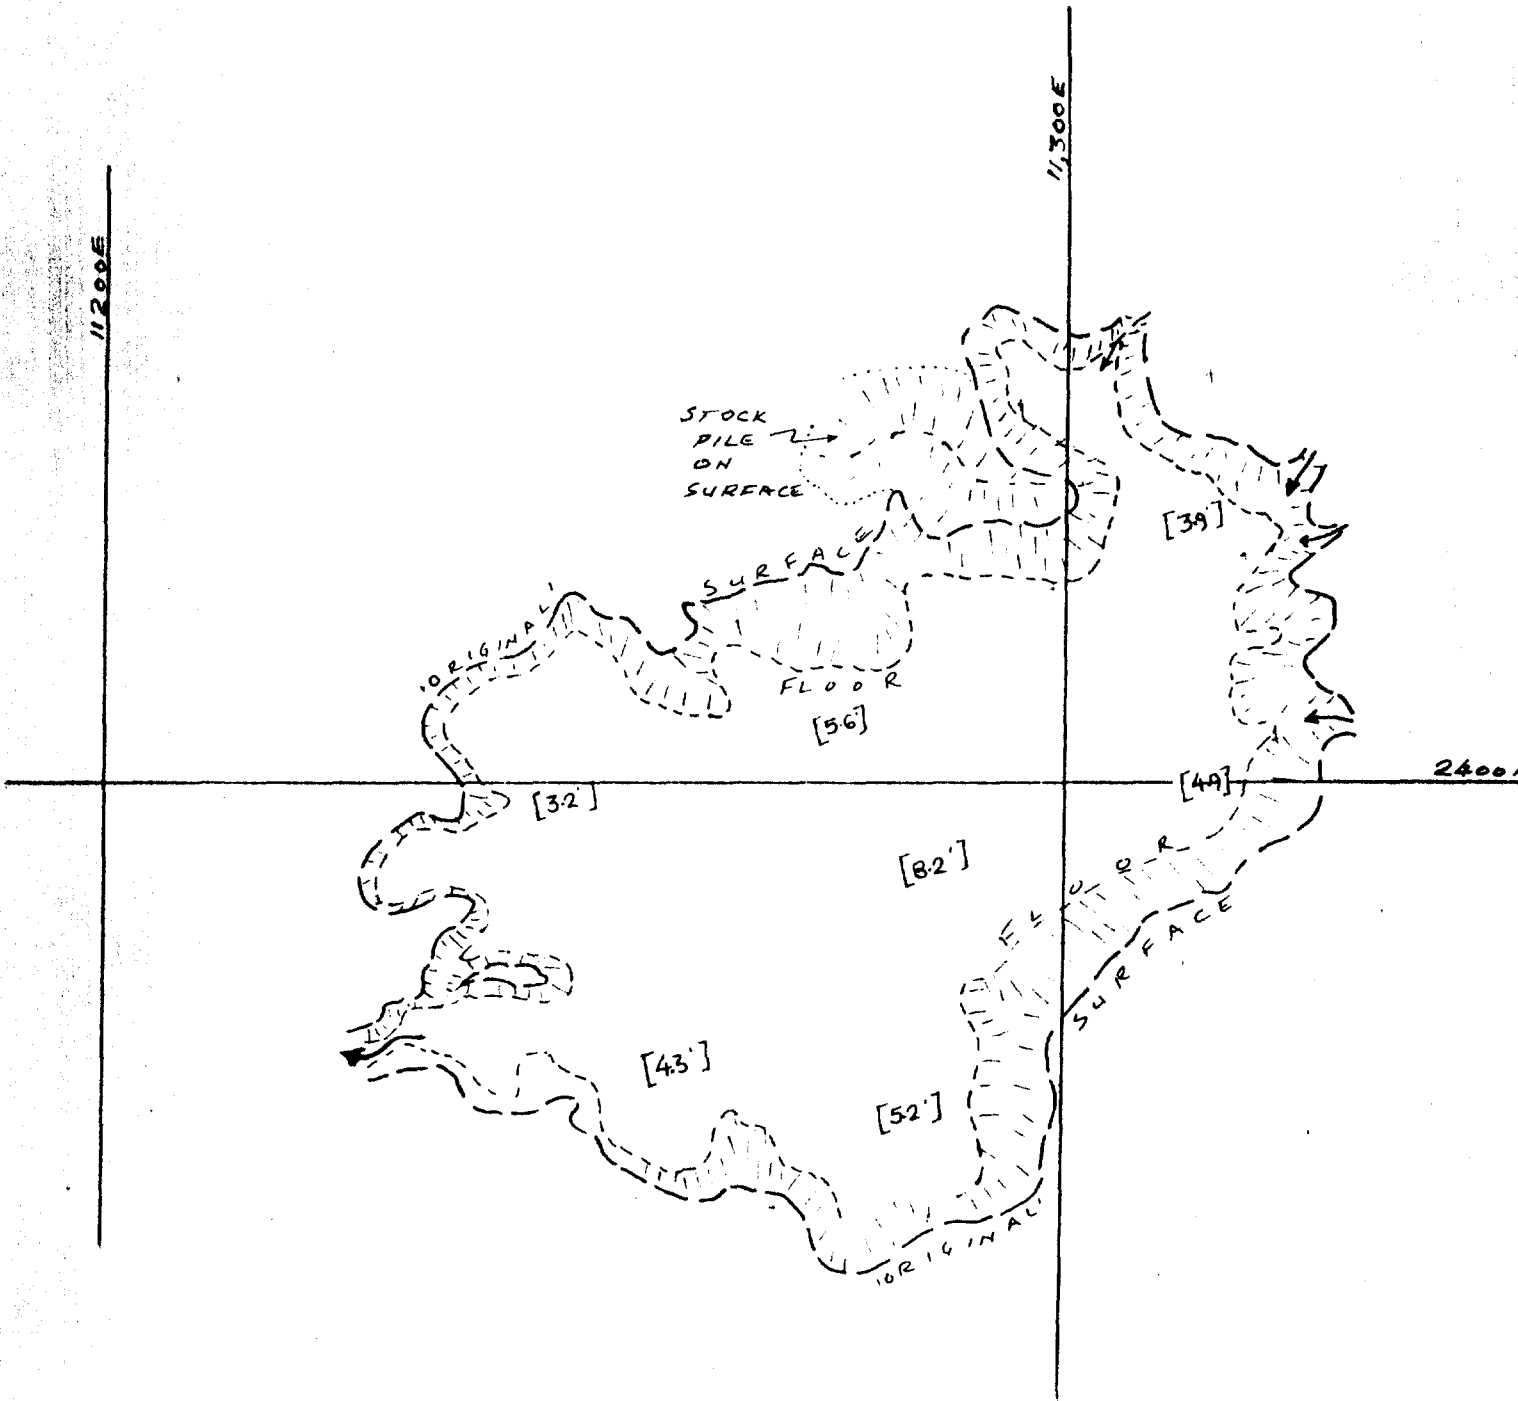 11,300E
11200E
STOCK
PILE
ON
SURFACE
[3.9']
'ORIGINAL'
SURFACE
FLOOR
[5.6']
2400
[4.9]
[3.2']
[8.2']
FLOOR
SURFACE
[4.3']
[5.2']
'ORIGINAL'